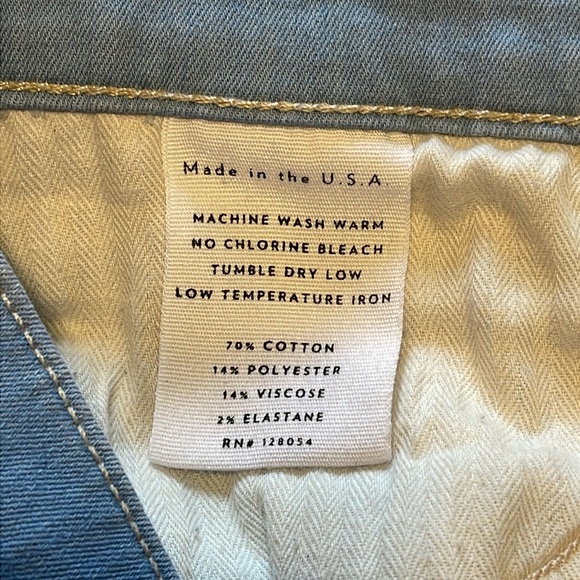 Made in the U.S.A.
MACHINE WASH WARM
NO CHLORINE BLEACH
TUMBLE DRY LOW
LOW TEMPERATURE IRON
70% COTTON
14% POLYESTER
14% VISCOSE
2% ELASTANE
RN# 128054